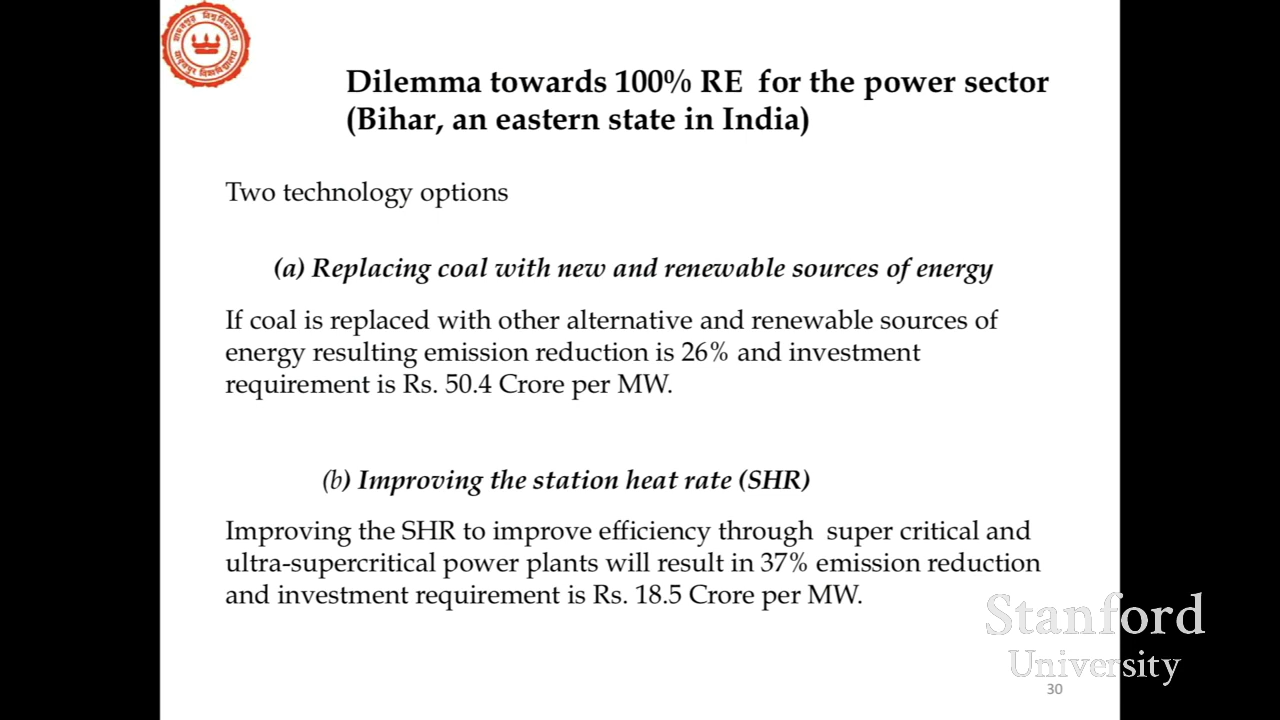 Dilemma towards 100% RE for the power sector
(Bihar, an eastern state in India)
Two technology options
(a) Replacing coal with new and renewable sources of energy
If coal is replaced with other alternative and renewable sources of
energy resulting emission reduction is 26% and investment
requirement is Rs. 50.4 Crore per MW.
(b) Improving the station heat rate (SHR)
Improving the SHR to improve efficiency through super critical and
ultra-supercritical power plants will result in 37% emission reduction
and investment requirement is Rs. 18.5 Crore per MW.
Stanford
University
30